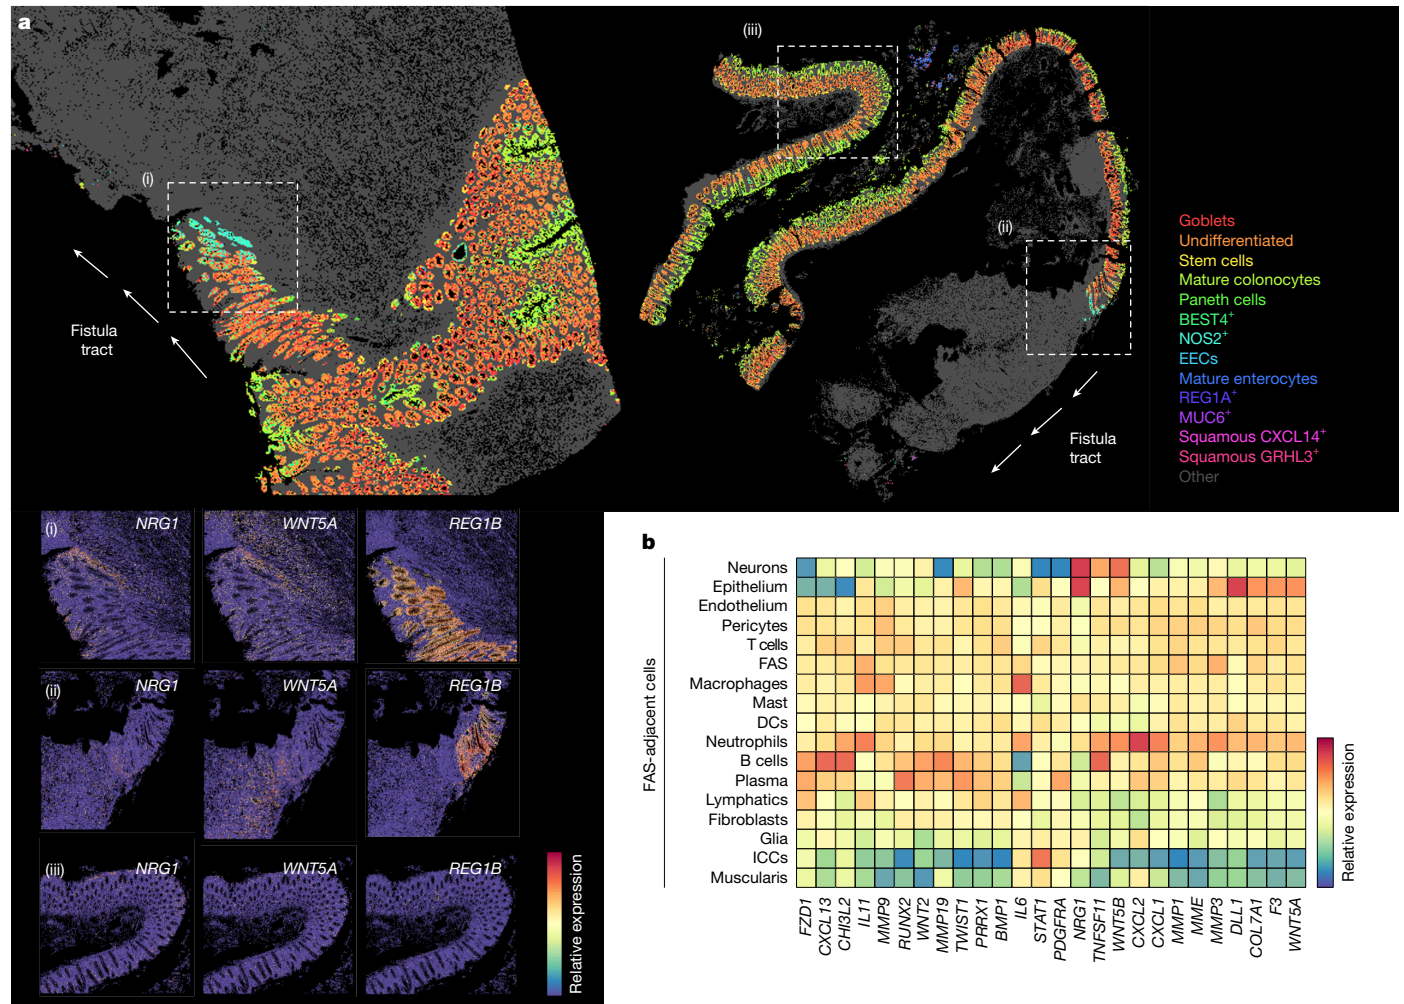 a
(i)
(iii)
(ii)
Fistula
tract
Fistula
tract
Goblets
Undifferentiated
Stem cells
Mature colonocytes
Paneth cells
BEST4+
NOS2+
EECs
Mature enterocytes
REG1A+
MUC6+
Squamous CXCL14+
Squamous GRHL3+
Other
(i) NRG1 WNT5A REG1B
(ii) NRG1 WNT5A REG1B
(iii) NRG1 WNT5A REG1B
Relative expression
b
FAS-adjacent cells
Neurons
Epithelium
Endothelium
Pericytes
T cells
FAS
Macrophages
Mast
DCs
Neutrophils
B cells
Plasma
Lymphatics
Fibroblasts
Glia
ICCs
Muscularis
FZD1 CXCL13 CHI3L2 IL11 MMP9 RUNX2 WNT2 MMP19 TWIST1 PRRX1 BMP1 IL6 STAT1 PDGFRA NRG1 TNFSF11 WNT5B CXCL2 CXCL1 MMP1 MME MMP3 DLL1 COL7A1 F3 WNT5A
Relative expression